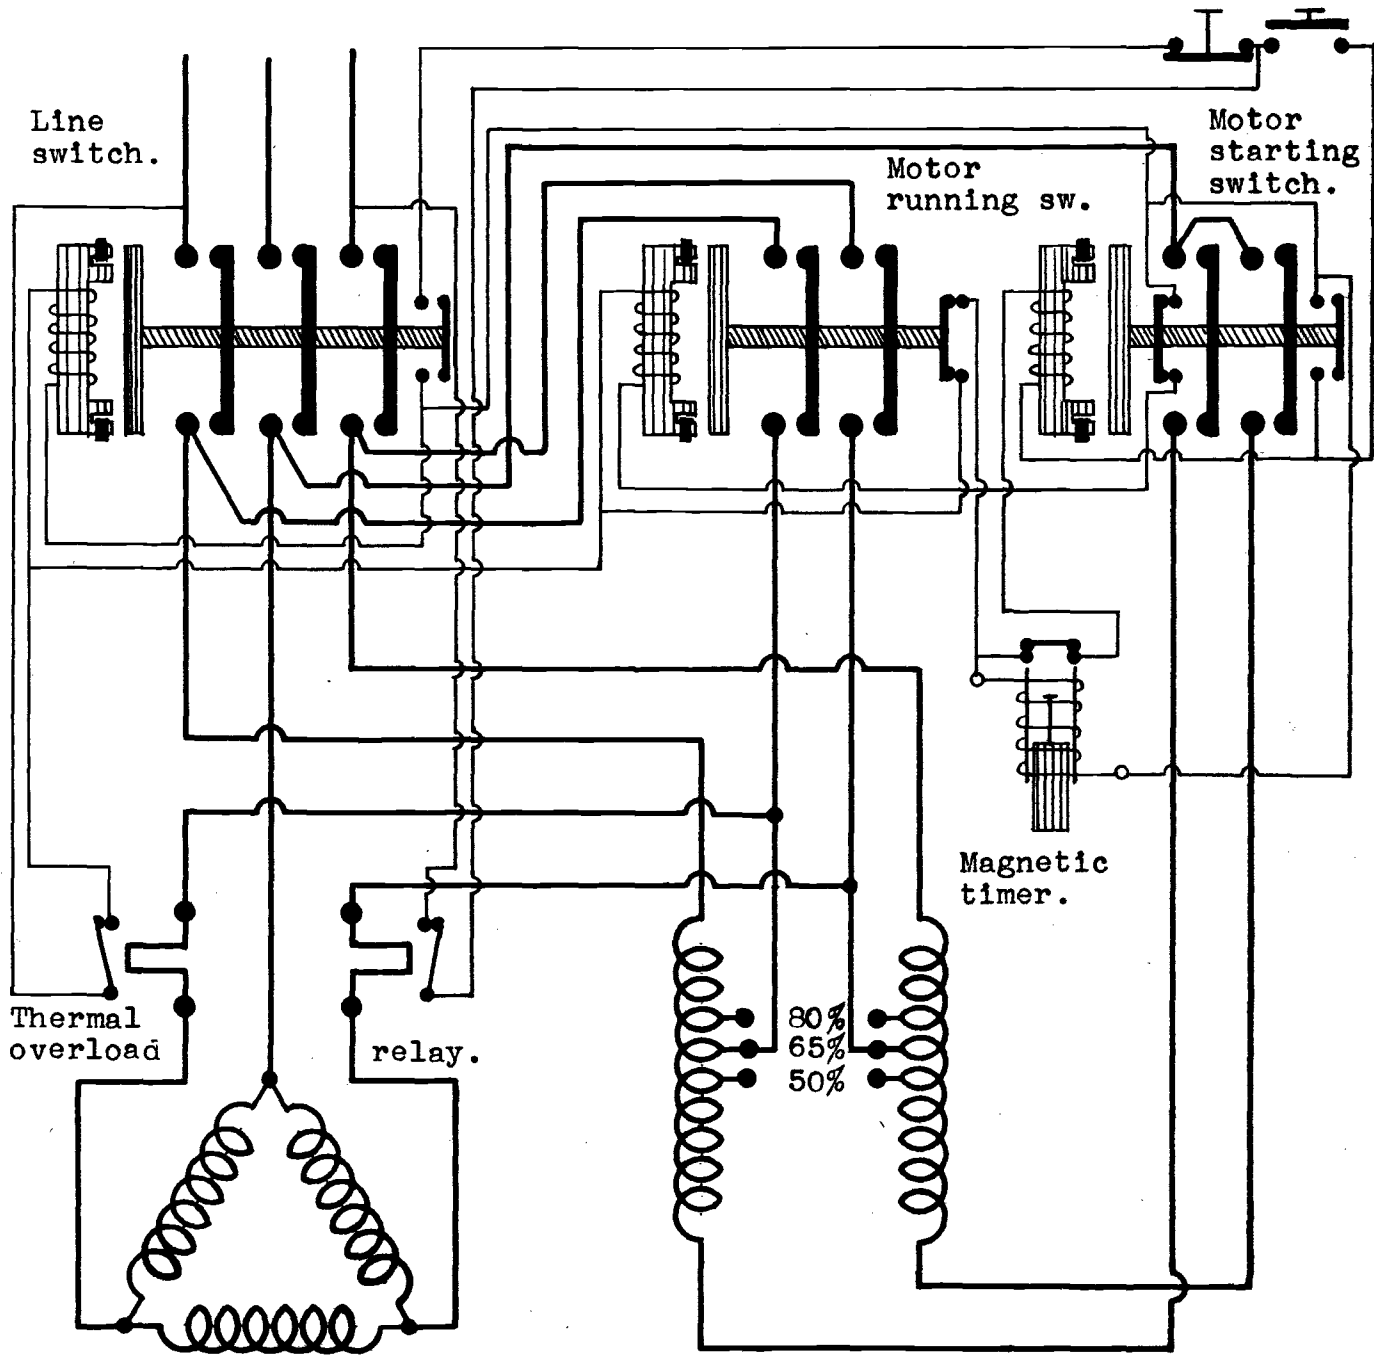 Line
switch.
Motor
starting
switch.
Motor
running sw.
Magnetic
timer.
80%
65%
50%
Thermal
overload
relay.